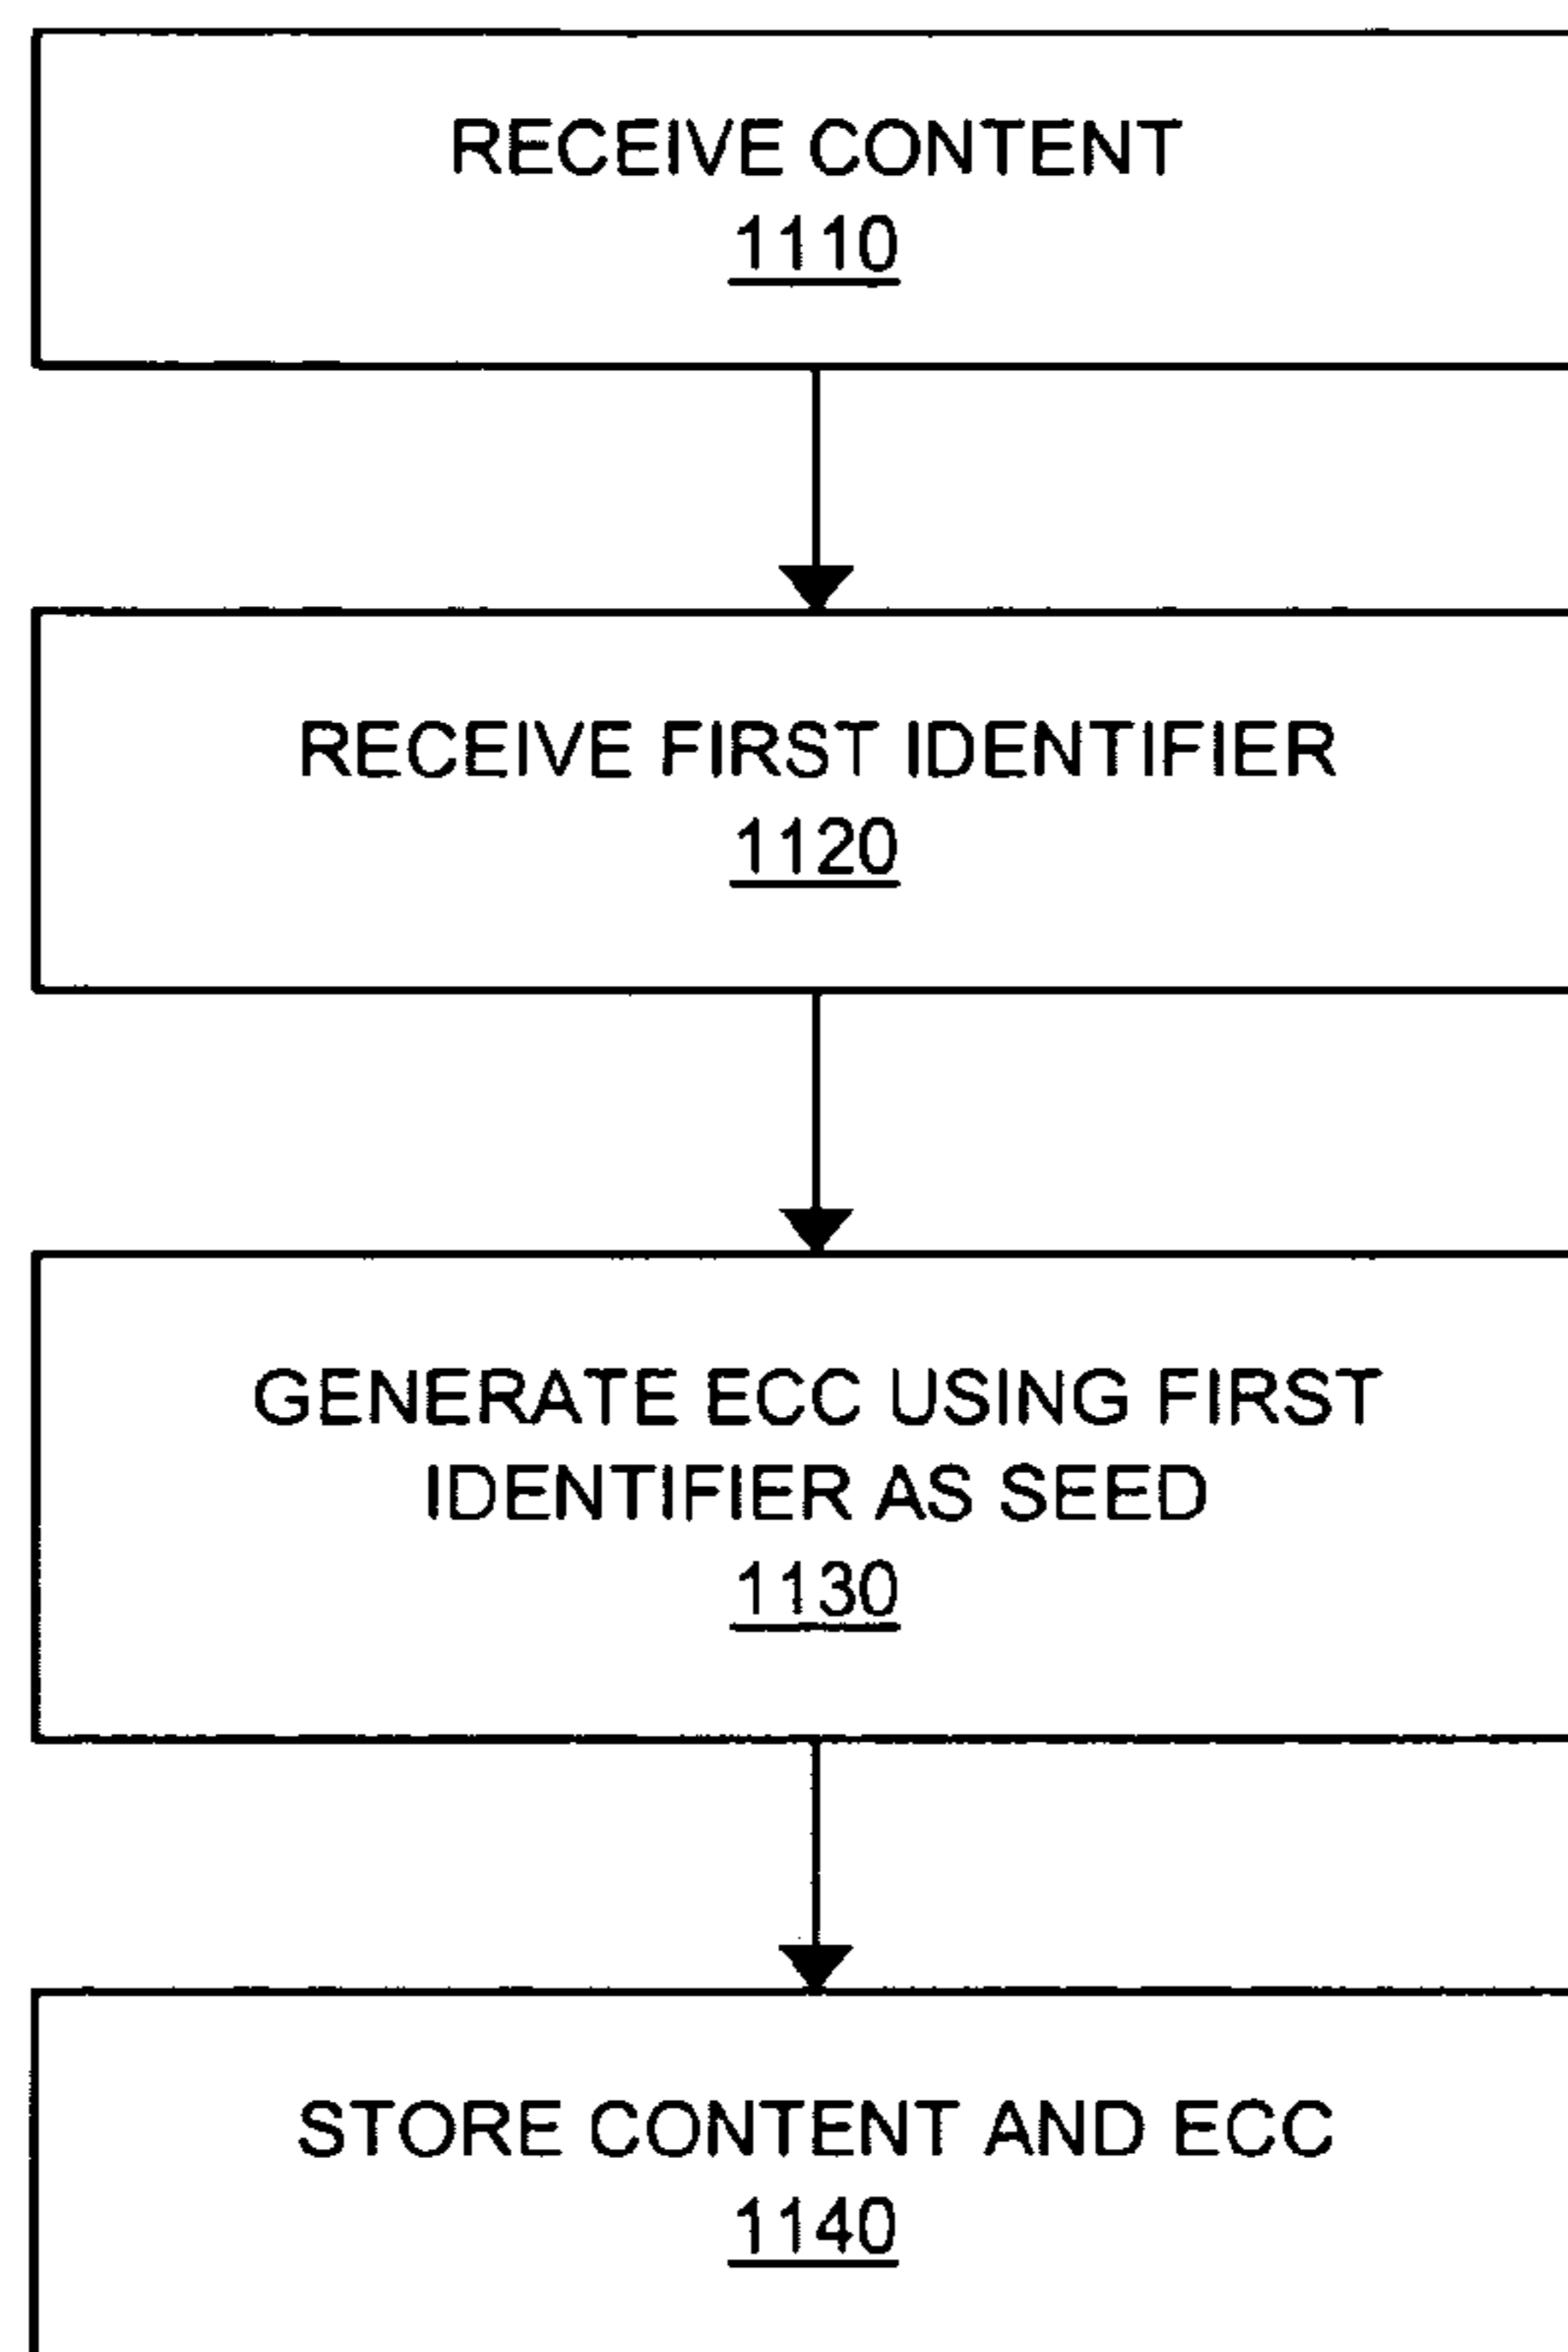 RECEIVE CONTENT
1110
RECEIVE FIRST IDENTIFIER
1120
GENERATE ECC USING FIRST
IDENTIFIER AS SEED
1130
STORE CONTENT AND ECC
1140